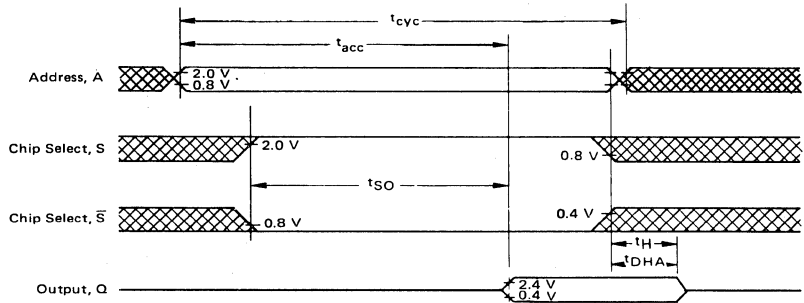 tcyc
tacc
Address, A
2.0 V
0.8 V
Chip Select, S
2.0 V
0.8 V
tSO
Chip Select, S̅
0.8 V
0.4 V
tH
tDHA
Output, Q
2.4 V
0.4 V